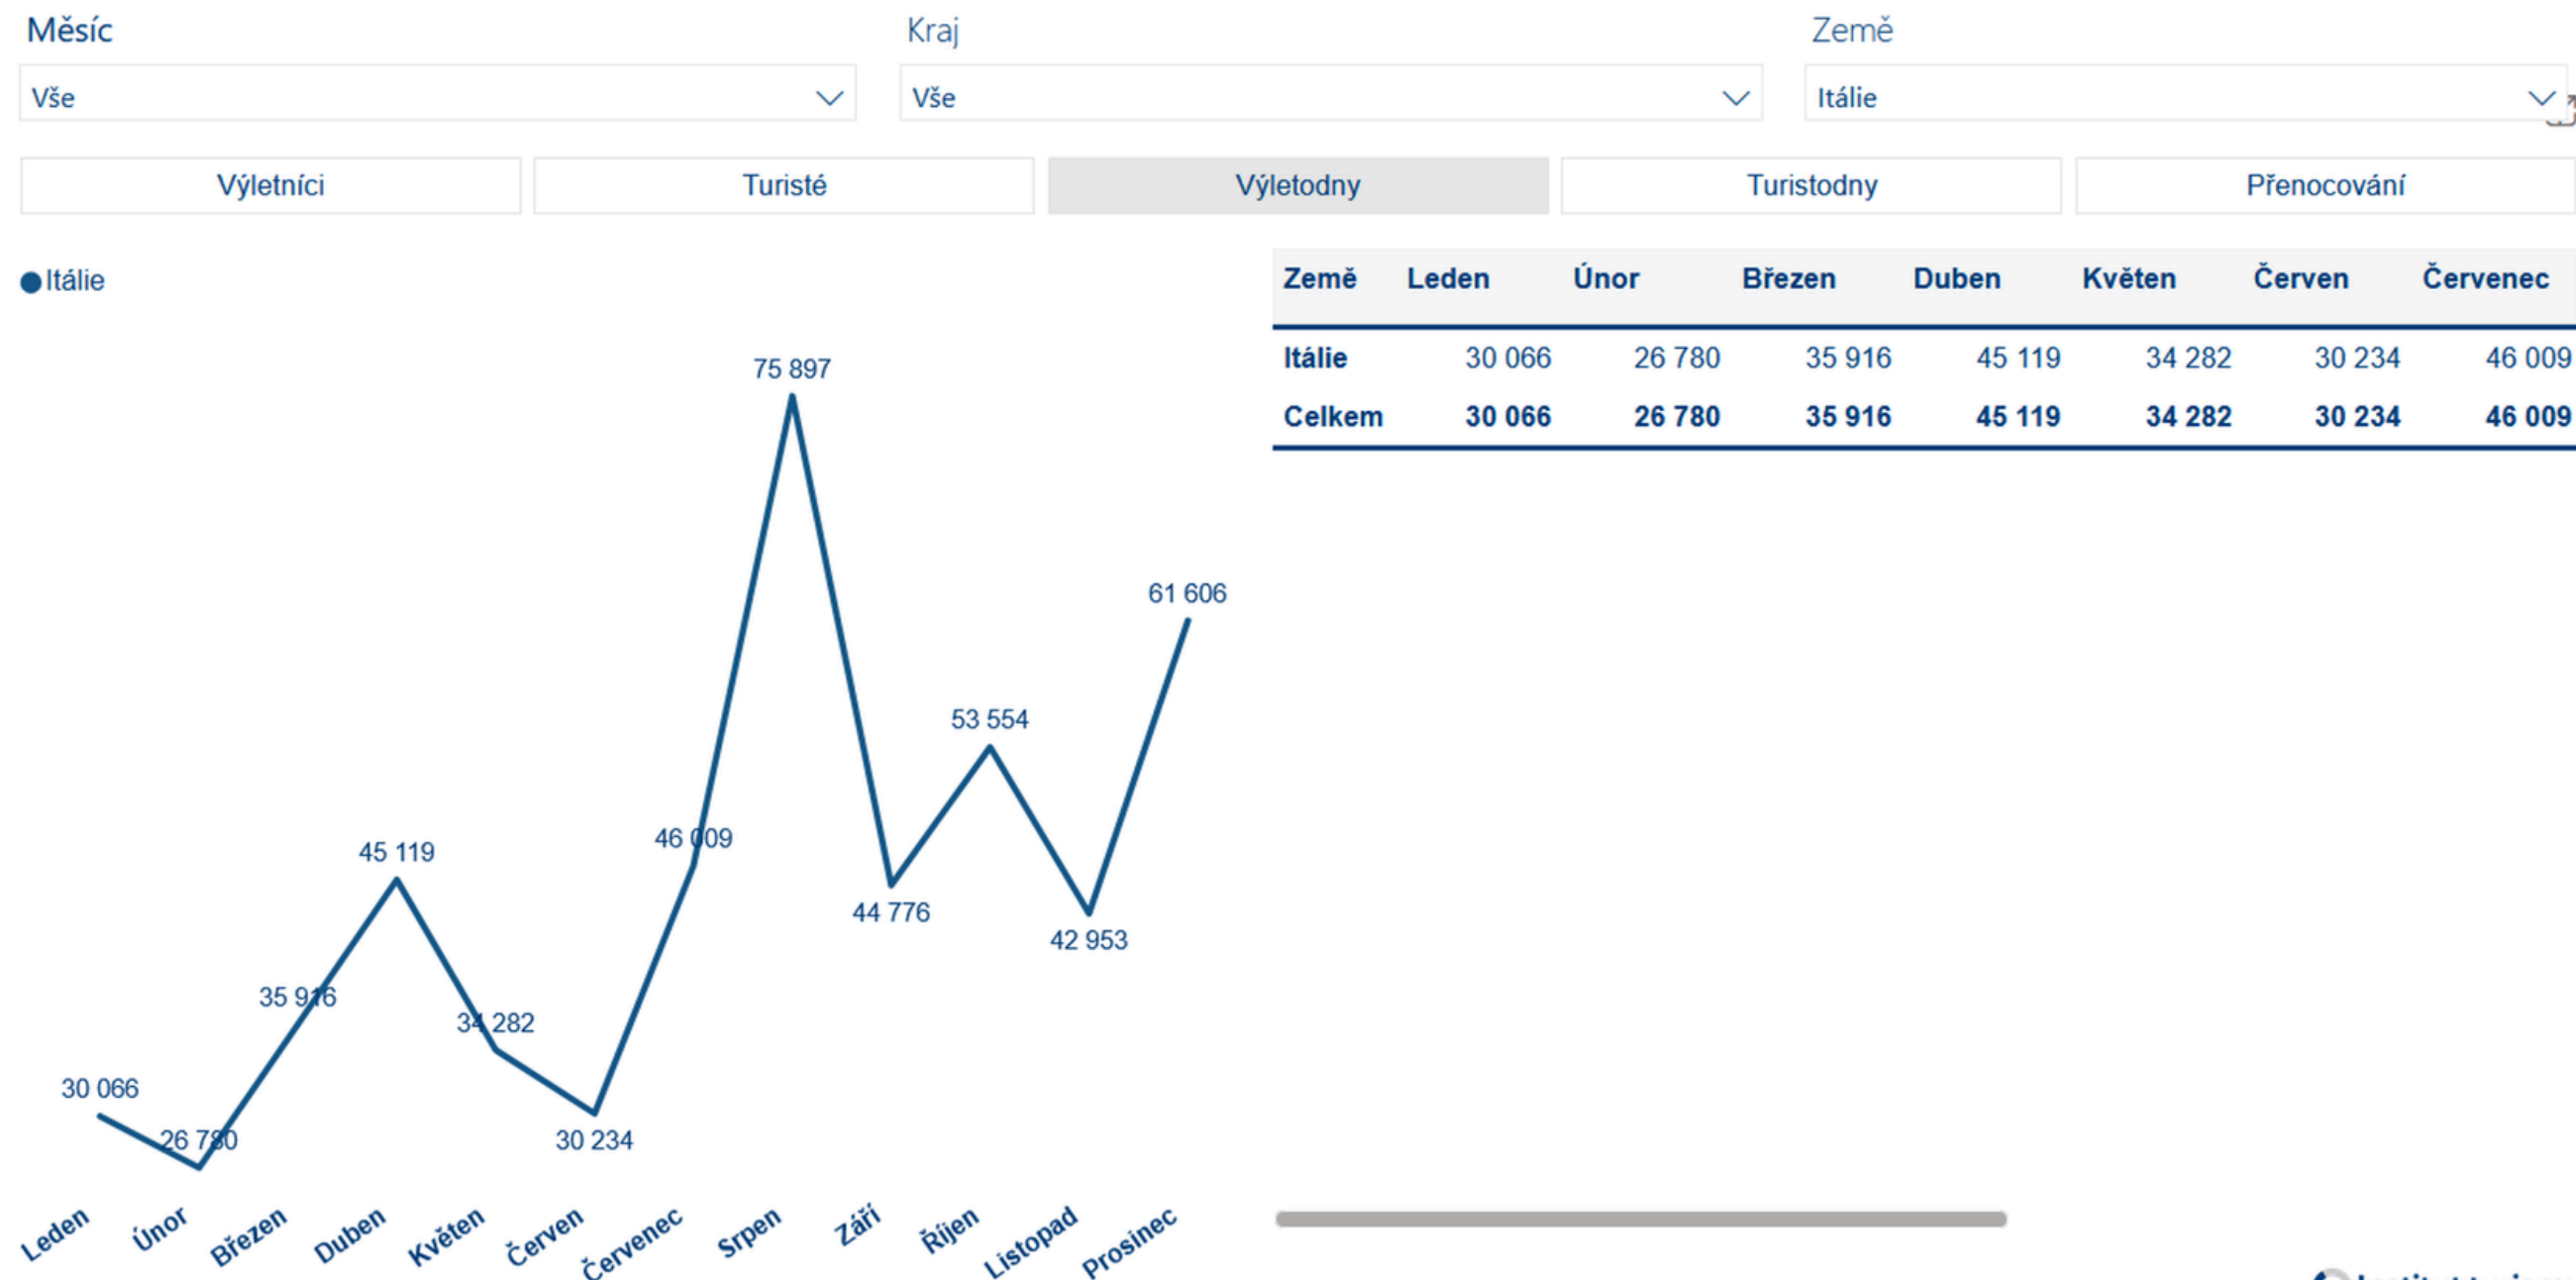 Měsíc Kraj Země
Vše Vše Itálie
Výletníci Turisté Výletodny Turistodny Přenocování
Itálie
Země Leden Únor Březen Duben Květen Červen Červenec
Itálie 30 066 26 780 35 916 45 119 34 282 30 234 46 009
Celkem 30 066 26 780 35 916 45 119 34 282 30 234 46 009
75 897
61 606
53 554
46 009
45 119
44 776
42 953
35 916
34 282
30 066
26 780
30 234
Leden Únor Březen Duben Květen Červen Červenec Srpen Září Říjen Listopad Prosinec